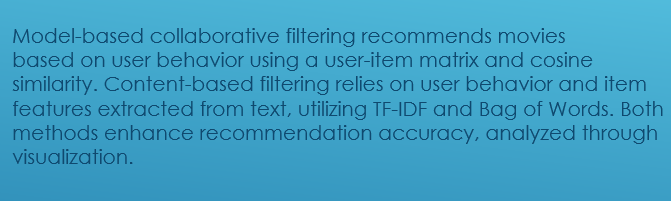 Model-based collaborative filtering recommends movies
based on user behavior using a user-item matrix and cosine
similarity. Content-based filtering relies on user behavior and item
features extracted from text, utilizing TF-IDF and Bag of Words. Both
methods enhance recommendation accuracy, analyzed through
visualization.